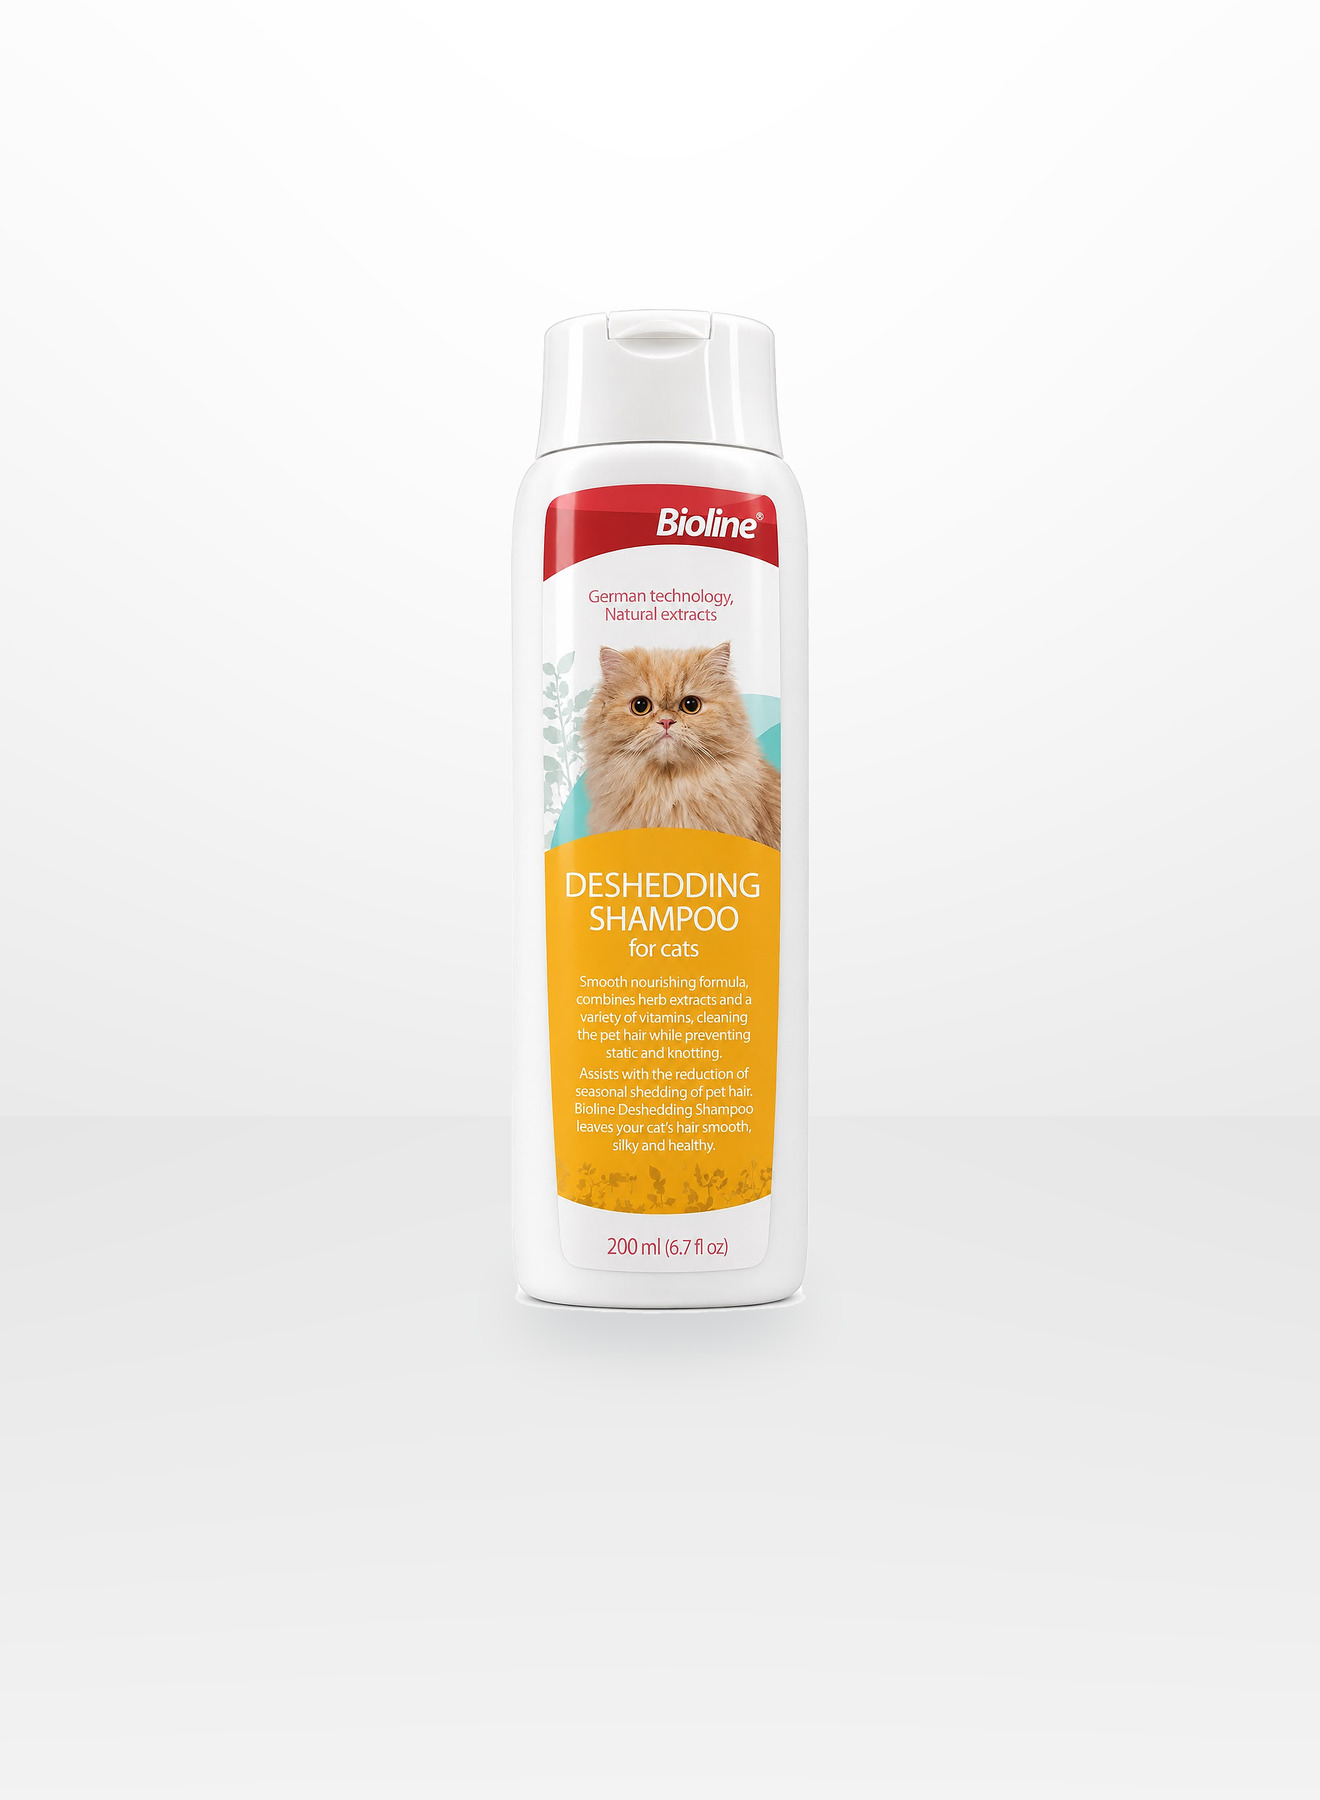 Bioline®
German technology,
Natural extracts
DESHEDDING
SHAMPOO
for cats
Smooth nourishing formula,
combines herb extracts and a
variety of vitamins, cleaning
the pet hair while preventing
static and knotting.
Assists with the reduction of
seasonal shedding of pet hair.
Bioline Deshedding Shampoo
leaves your cat's hair smooth,
silky and healthy.
200 ml (6.7 fl oz)